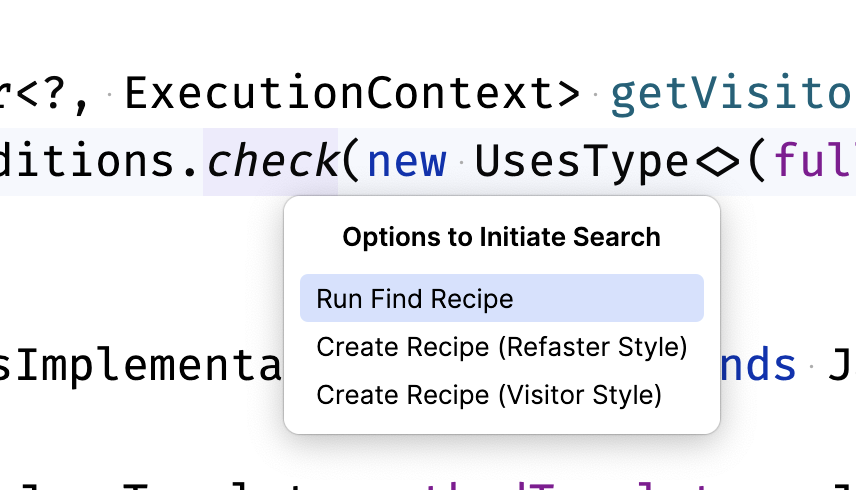 r<?, ExecutionContext> getVisito
ditions.check(new UsesType<>(ful
Options to Initiate Search
Run Find Recipe
Create Recipe (Refaster Style)
Create Recipe (Visitor Style)
sImplementa
nds J